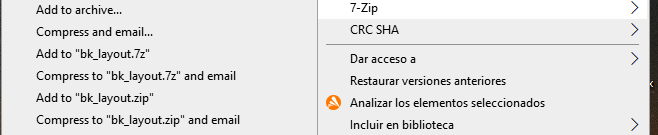 Add to archive...
Compress and email...
Add to "bk_layout.7z"
Compress to "bk_layout.7z" and email
Add to "bk_layout.zip"
Compress to "bk_layout.zip" and email
7-Zip
CRC SHA
Dar acceso a
Restaurar versiones anteriores
Analizar los elementos seleccionados
Incluir en biblioteca